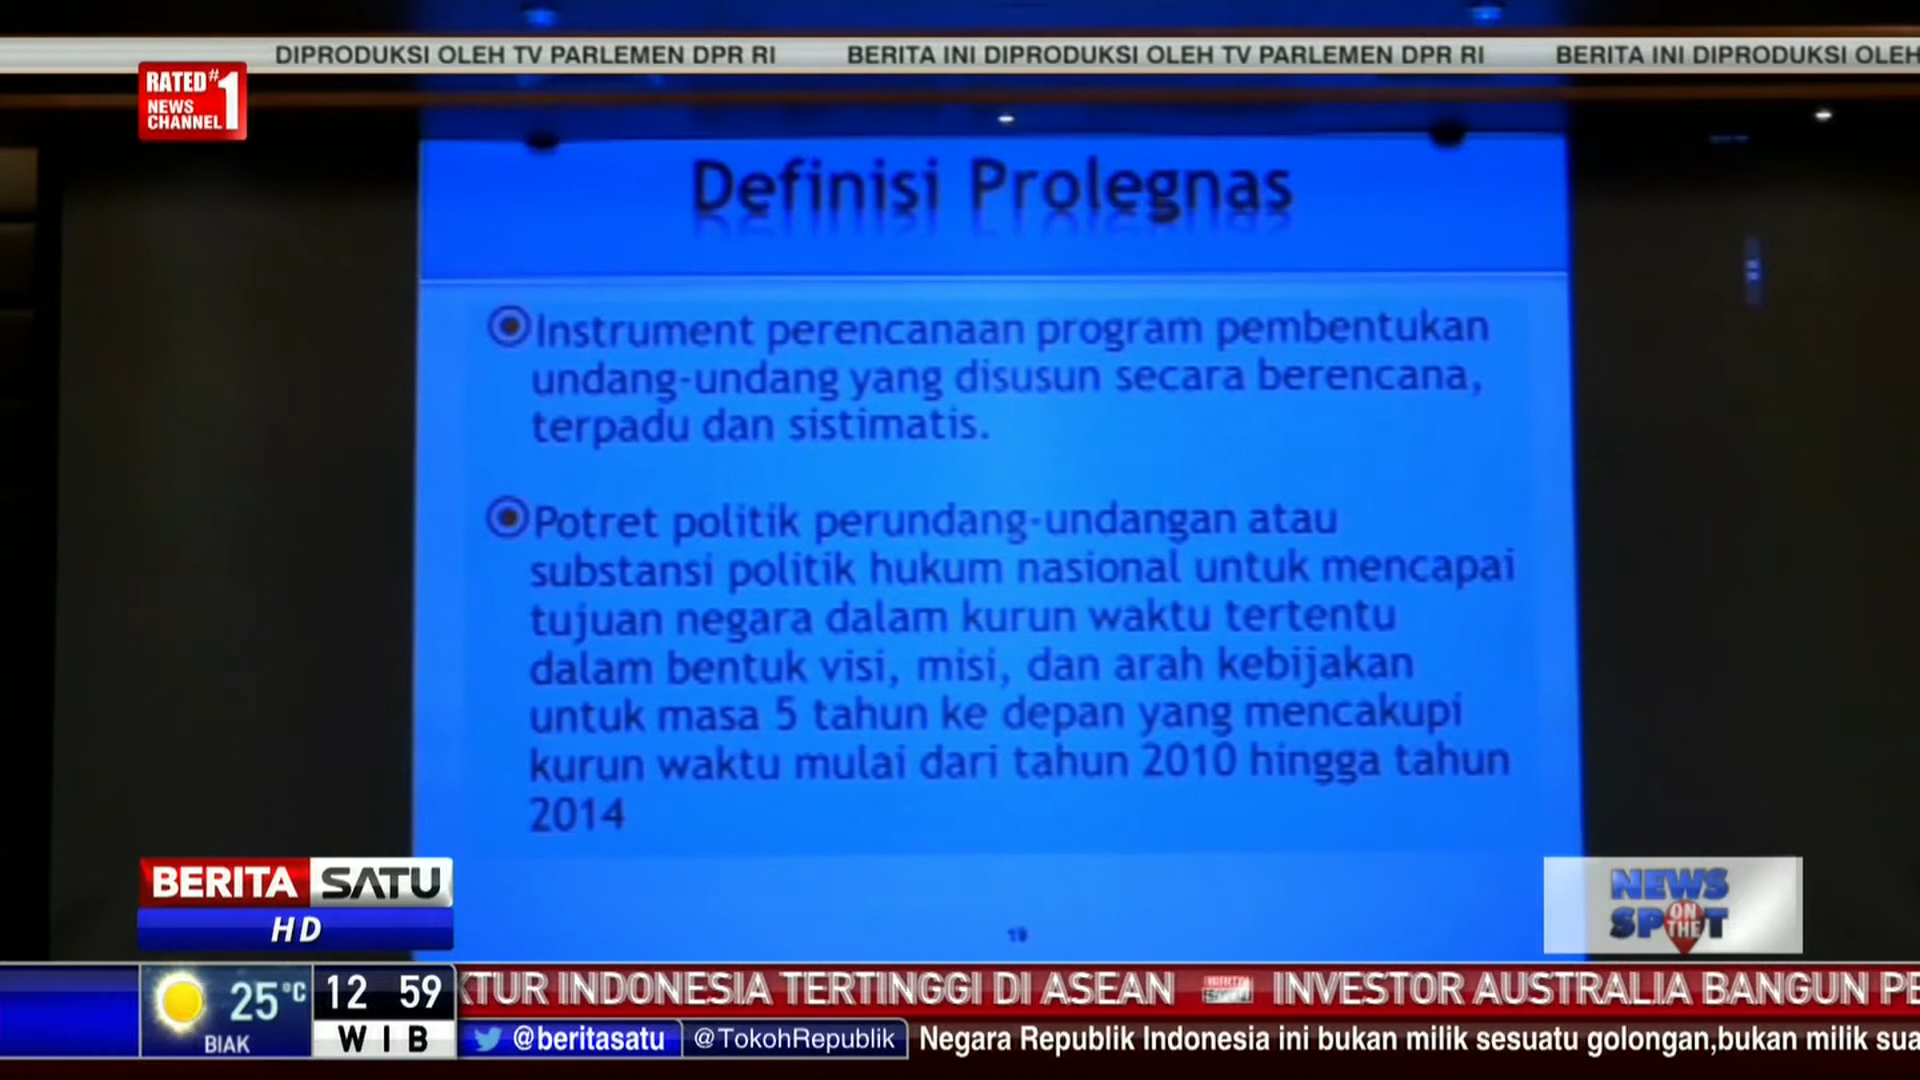 DIPRODUKSI OLEH TV PARLEMEN DPR RI BERITA INI DIPRODUKSI OLEH TV PARLEMEN DPR RI BERITA INI DIPRODUKSI OLEH
RATED #1
NEWS
CHANNEL
Definisi Prolegnas
Instrument perencanaan program pembentukan
undang-undang yang disusun secara berencana,
terpadu dan sistimatis.
Potret politik perundang-undangan atau
substansi politik hukum nasional untuk mencapai
tujuan negara dalam kurun waktu tertentu
dalam bentuk visi, misi, dan arah kebijakan
untuk masa 5 tahun ke depan yang mencakupi
kurun waktu mulai dari tahun 2010 hingga tahun
2014
19
BERITA SATU
HD
NEWS
ON THE
SPOT
25°C
BIAK
12 59
WIB
KTUR INDONESIA TERTINGGI DI ASEAN INVESTOR AUSTRALIA BANGUN PE
@beritasatu @TokohRepublik Negara Republik Indonesia ini bukan milik sesuatu golongan,bukan milik sua